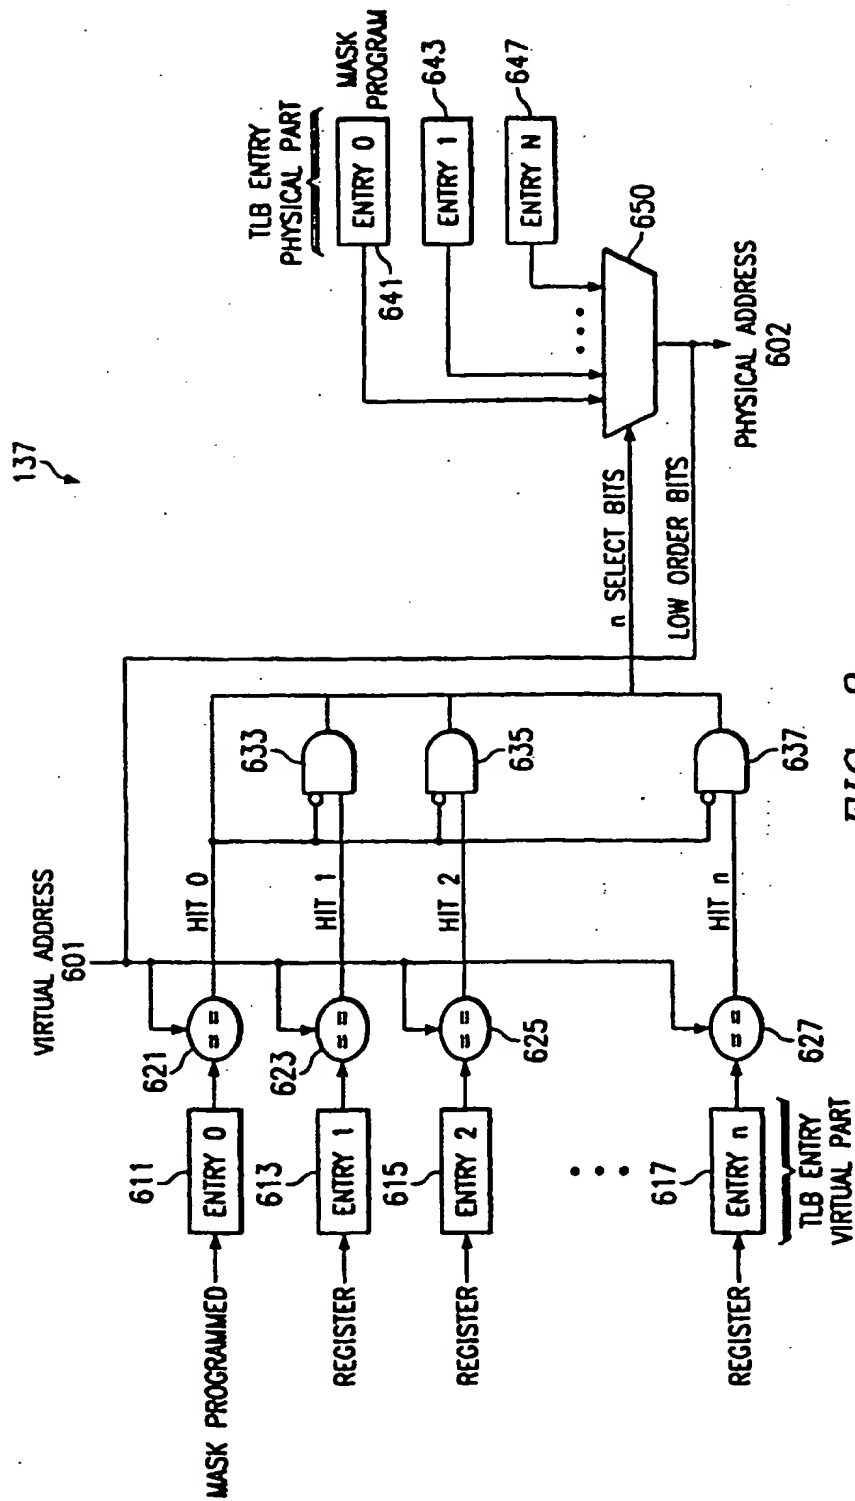 137
VIRTUAL ADDRESS
601
MASK PROGRAMMED
611
ENTRY 0
621
= =
HIT 0
REGISTER
613
ENTRY 1
623
= =
HIT 1
633
REGISTER
615
ENTRY 2
= =
625
HIT 2
635
REGISTER
617
ENTRY n
= =
627
HIT n
637
TLB ENTRY
VIRTUAL PART
n SELECT BITS
LOW ORDER BITS
TLB ENTRY
PHYSICAL PART
ENTRY 0
641
MASK
PROGRAM
ENTRY 1
643
ENTRY N
647
650
PHYSICAL ADDRESS
602
FIG.